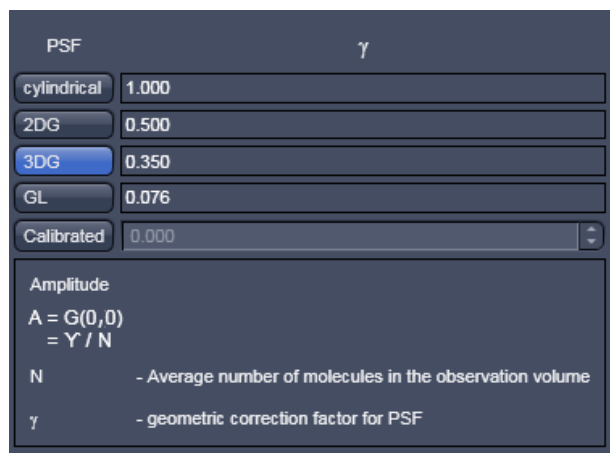 PSF γ
cylindrical 1.000
2DG 0.500
3DG 0.350
GL 0.076
Calibrated 0.000
Amplitude
A = G(0,0)
= ϒ / N
N - Average number of molecules in the observation volume
γ - geometric correction factor for PSF